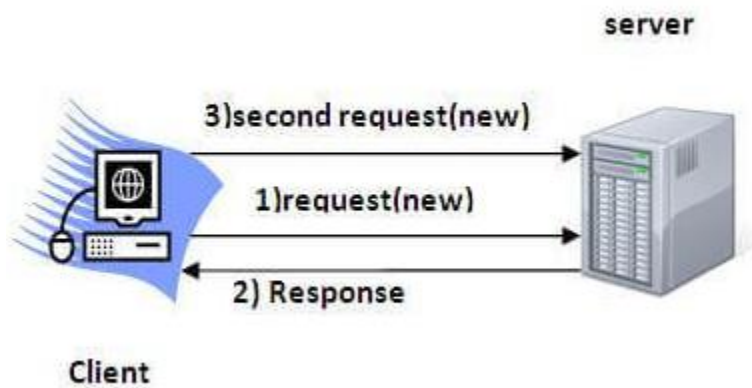 server
3)second request(new)
1)request(new)
2) Response
Client